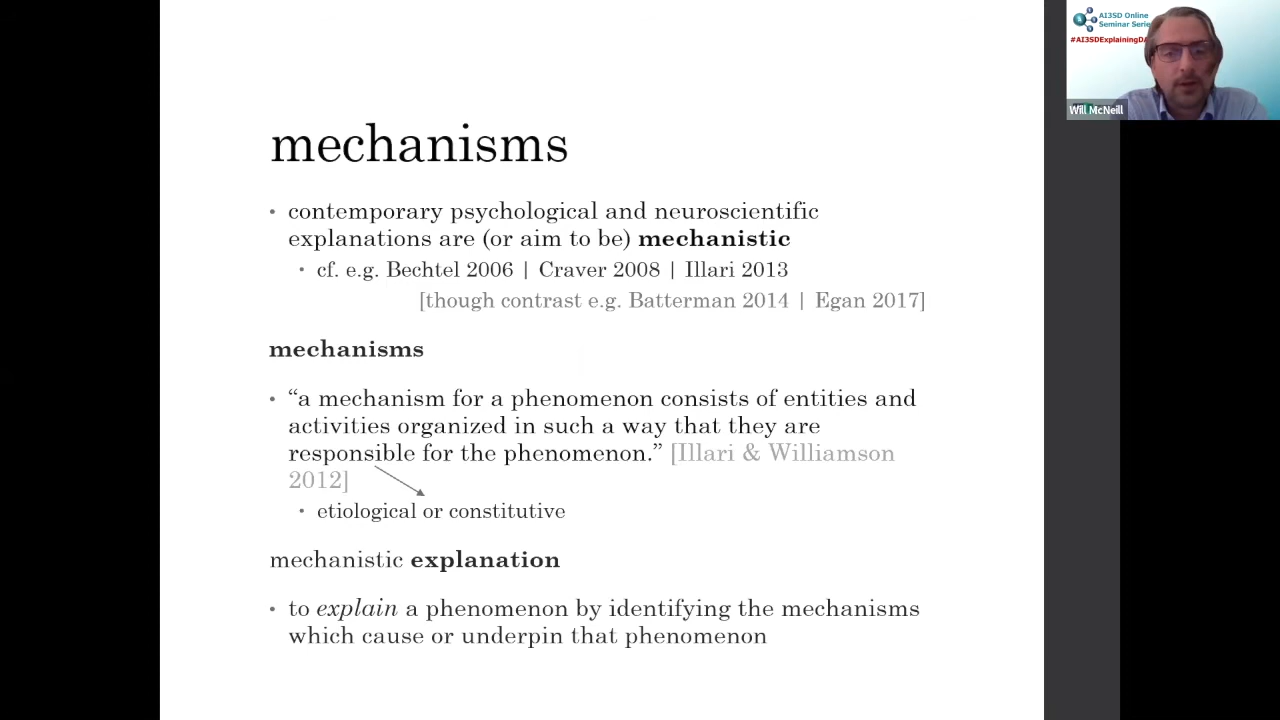 mechanisms
• contemporary psychological and neuroscientific
explanations are (or aim to be) mechanistic
• cf. e.g. Bechtel 2006 | Craver 2008 | Illari 2013
[though contrast e.g. Batterman 2014 | Egan 2017]
mechanisms
• “a mechanism for a phenomenon consists of entities and
activities organized in such a way that they are
responsible for the phenomenon.” [Illari & Williamson
2012]
• etiological or constitutive
mechanistic explanation
• to explain a phenomenon by identifying the mechanisms
which cause or underpin that phenomenon
AI3SD Online
Seminar Serie
#AI3SDExplainingDA
Will McNeill